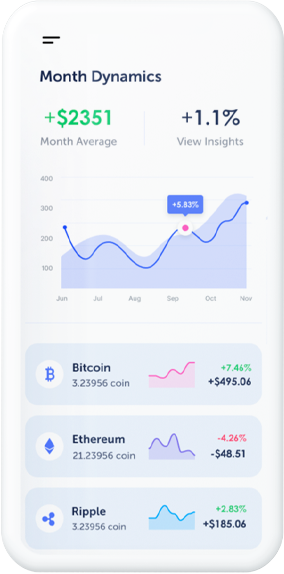 Month Dynamics
+$2351 +1.1%
Month Average View Insights
400
300
200
100
+5.83%
Jun Jul Aug Sep Oct Nov
Bitcoin +7.46%
3.23956 coin +$495.06
Ethereum -4.26%
21.23956 coin -$48.51
Ripple +2.83%
3.23956 coin +$185.06